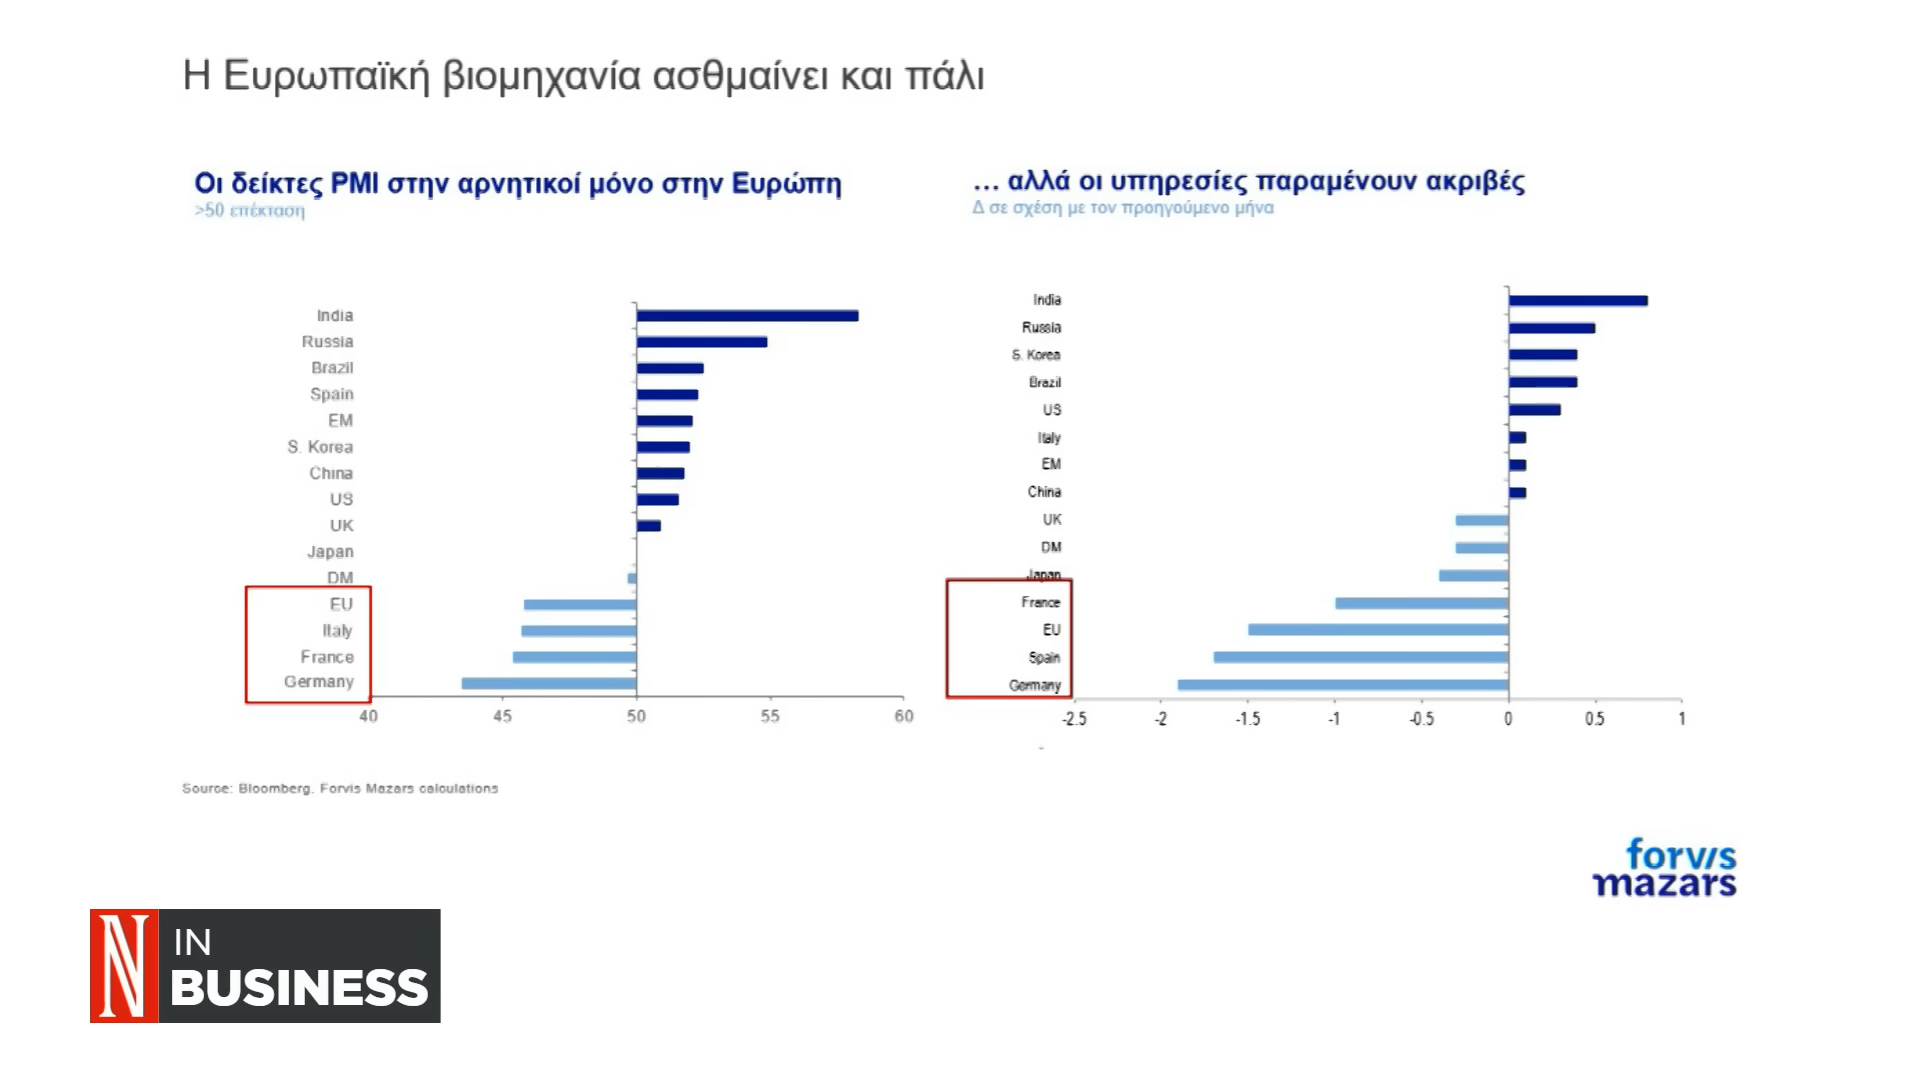 Η Ευρωπαϊκή βιομηχανία ασθμαίνει και πάλι
Οι δείκτες PMI στην αρνητικοί μόνο στην Ευρώπη
>50 επέκταση
India
Russia
Brazil
Spain
EM
S. Korea
China
US
UK
Japan
DM
EU
Italy
France
Germany
40 45 50 55 60
… αλλά οι υπηρεσίες παραμένουν ακριβές
Δ σε σχέση με τον προηγούμενο μήνα
India
Russia
S. Korea
Brazil
US
Italy
EM
China
UK
DM
Japan
France
EU
Spain
Germany
-2.5 -2 -1.5 -1 -0.5 0 0.5 1
Source: Bloomberg. Forvis Mazars calculations
forvis
mazars
N IN
BUSINESS